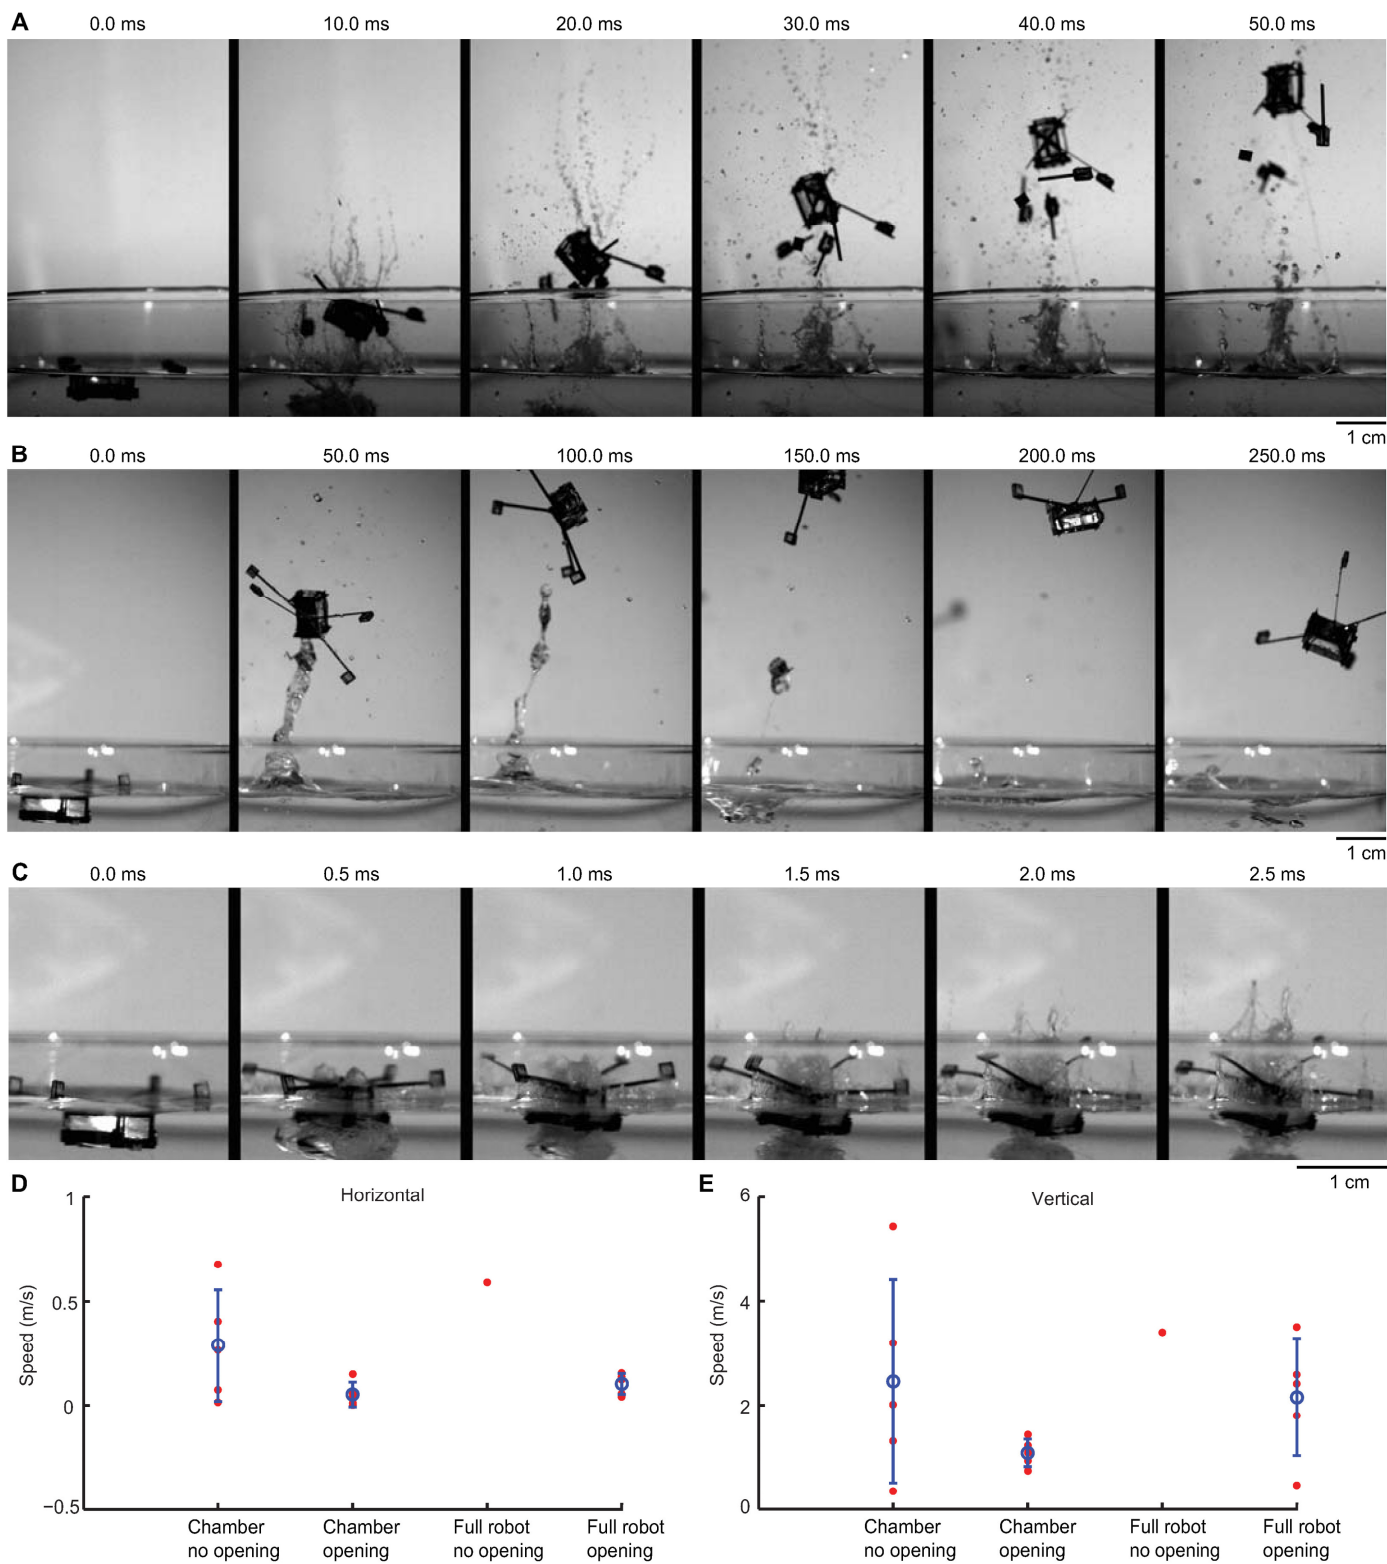 A
0.0 ms 10.0 ms 20.0 ms 30.0 ms 40.0 ms 50.0 ms
1 cm
B
0.0 ms 50.0 ms 100.0 ms 150.0 ms 200.0 ms 250.0 ms
1 cm
C
0.0 ms 0.5 ms 1.0 ms 1.5 ms 2.0 ms 2.5 ms
1 cm
D
Horizontal
1
0.5
0
−0.5
Speed (m/s)
Chamber
no opening
Chamber
opening
Full robot
no opening
Full robot
opening
E
Vertical
6
4
2
0
Speed (m/s)
Chamber
no opening
Chamber
opening
Full robot
no opening
Full robot
opening